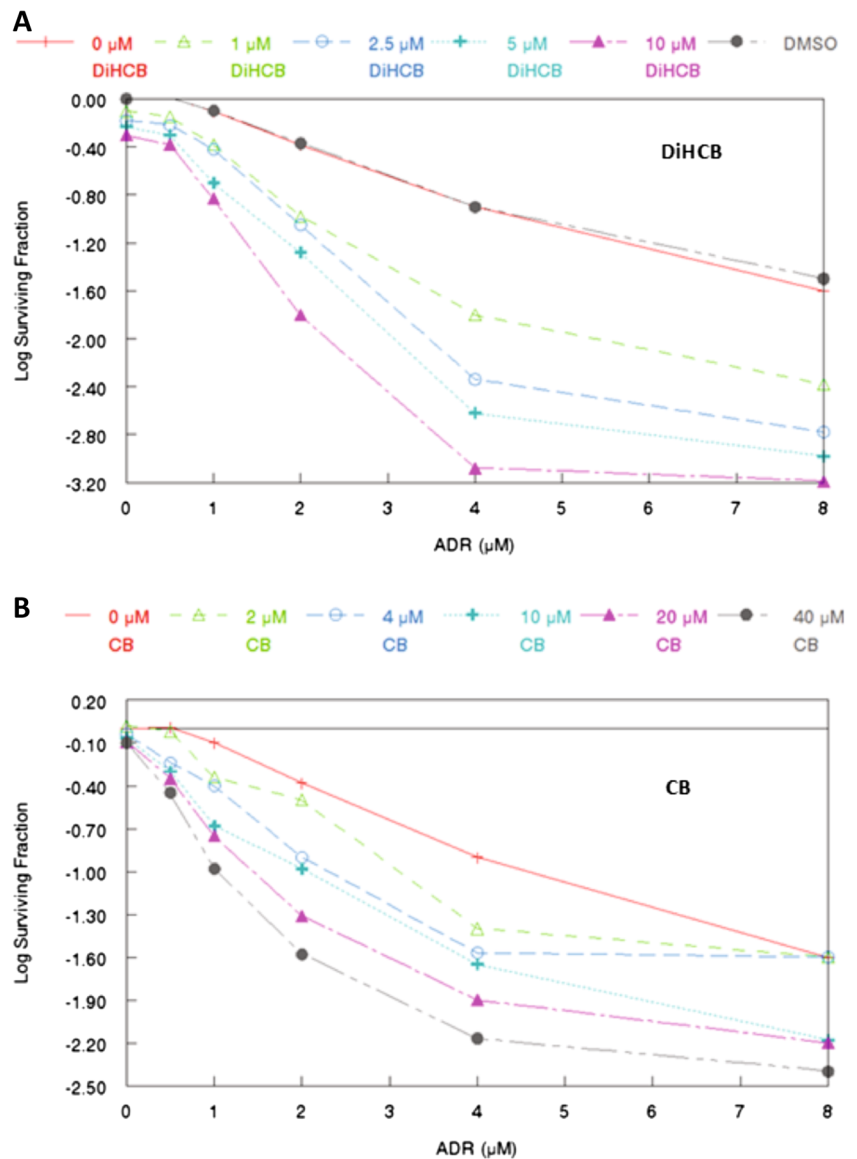 A
0 µM 1 µM 2.5 µM 5 µM 10 µM DMSO
DiHCB DiHCB DiHCB DiHCB DiHCB
0.00
DiHCB
-0.40
-0.80
-1.20
-1.60
-2.00
-2.40
-2.80
-3.20
Log Surviving Fraction
0 1 2 3 4 5 6 7 8
ADR (µM)
B
0 µM 2 µM 4 µM 10 µM 20 µM 40 µM
CB CB CB CB CB CB
0.20
-0.10
-0.40
CB
-0.70
-1.00
-1.30
-1.60
-1.90
-2.20
-2.50
Log Surviving Fraction
0 1 2 3 4 5 6 7 8
ADR (µM)